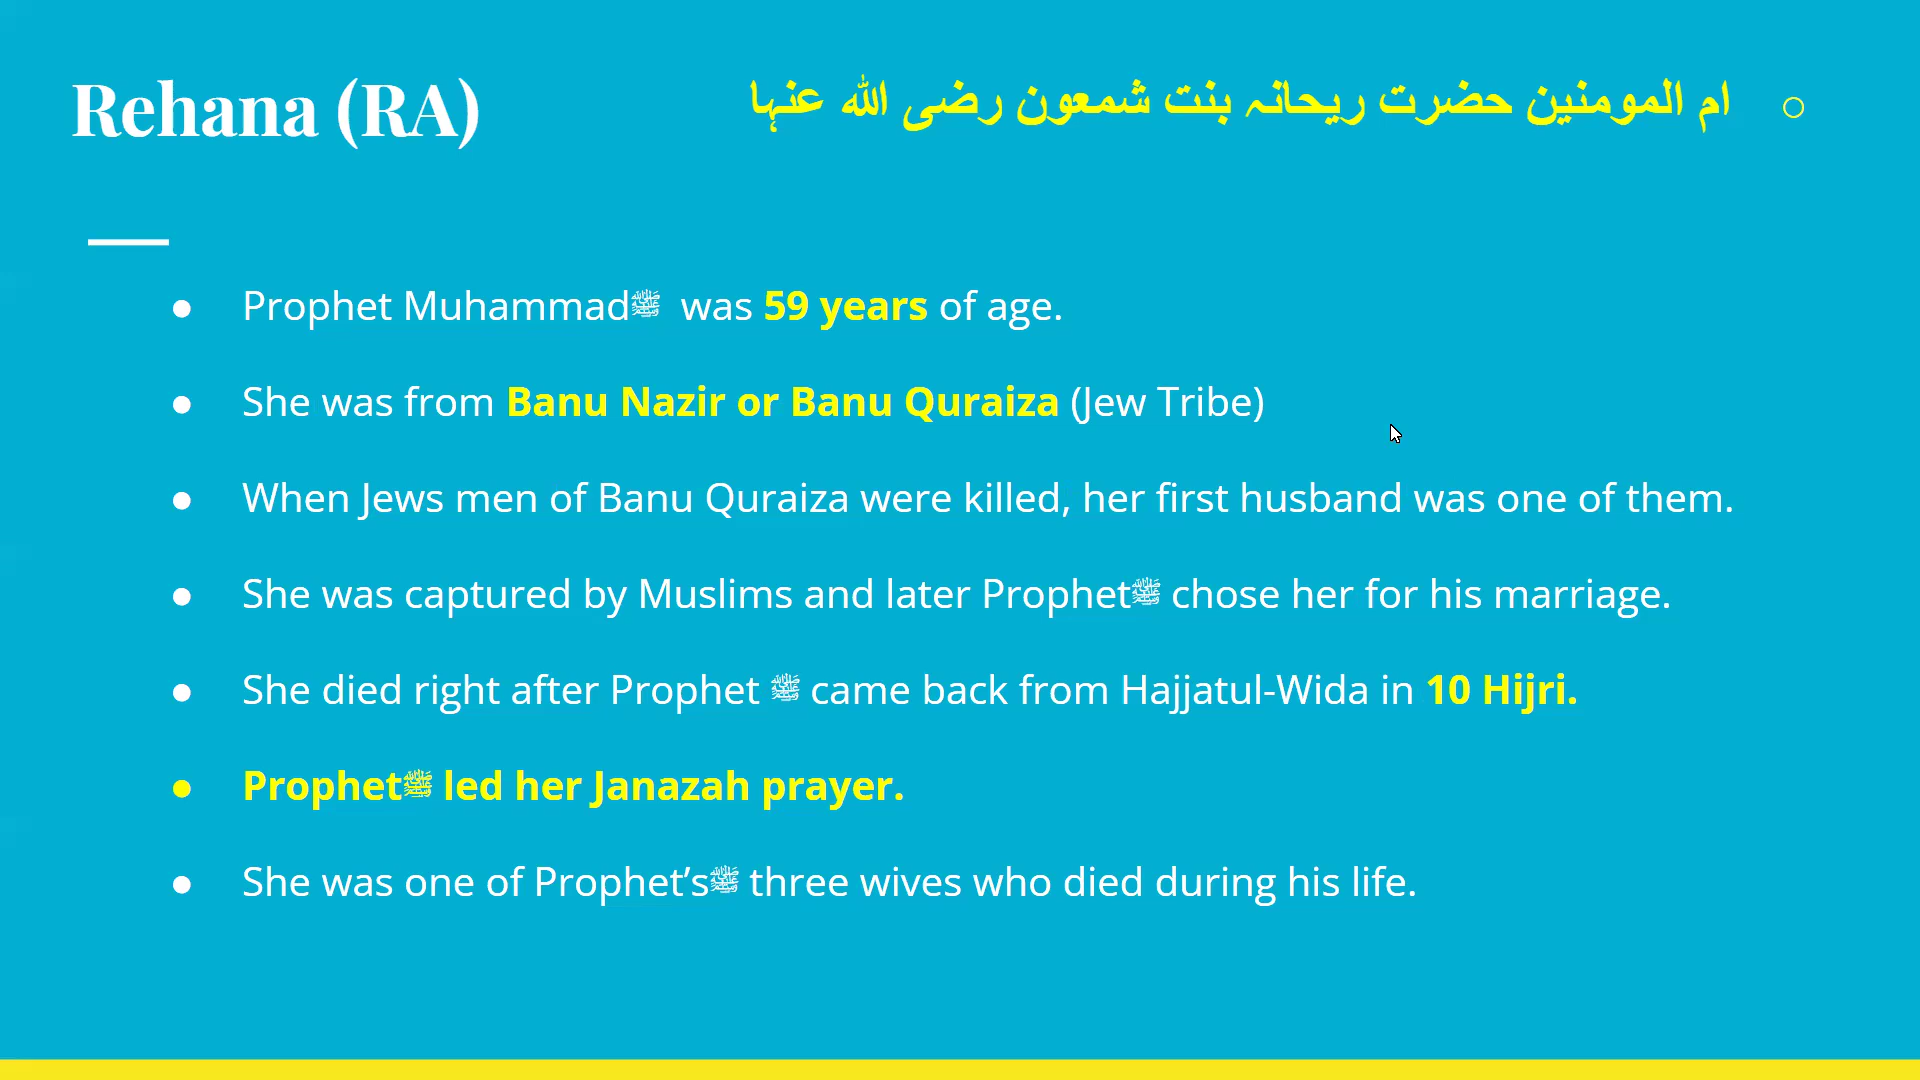 Rehana (RA)
ام المومنین حضرت ریحانہ بنت شمعون رضی اللہ عنہا
Prophet Muhammadﷺ was 59 years of age.
She was from Banu Nazir or Banu Quraiza (Jew Tribe)
When Jews men of Banu Quraiza were killed, her first husband was one of them.
She was captured by Muslims and later Prophetﷺ chose her for his marriage.
She died right after Prophet ﷺ came back from Hajjatul-Wida in 10 Hijri.
Prophetﷺ led her Janazah prayer.
She was one of Prophet’sﷺ three wives who died during his life.